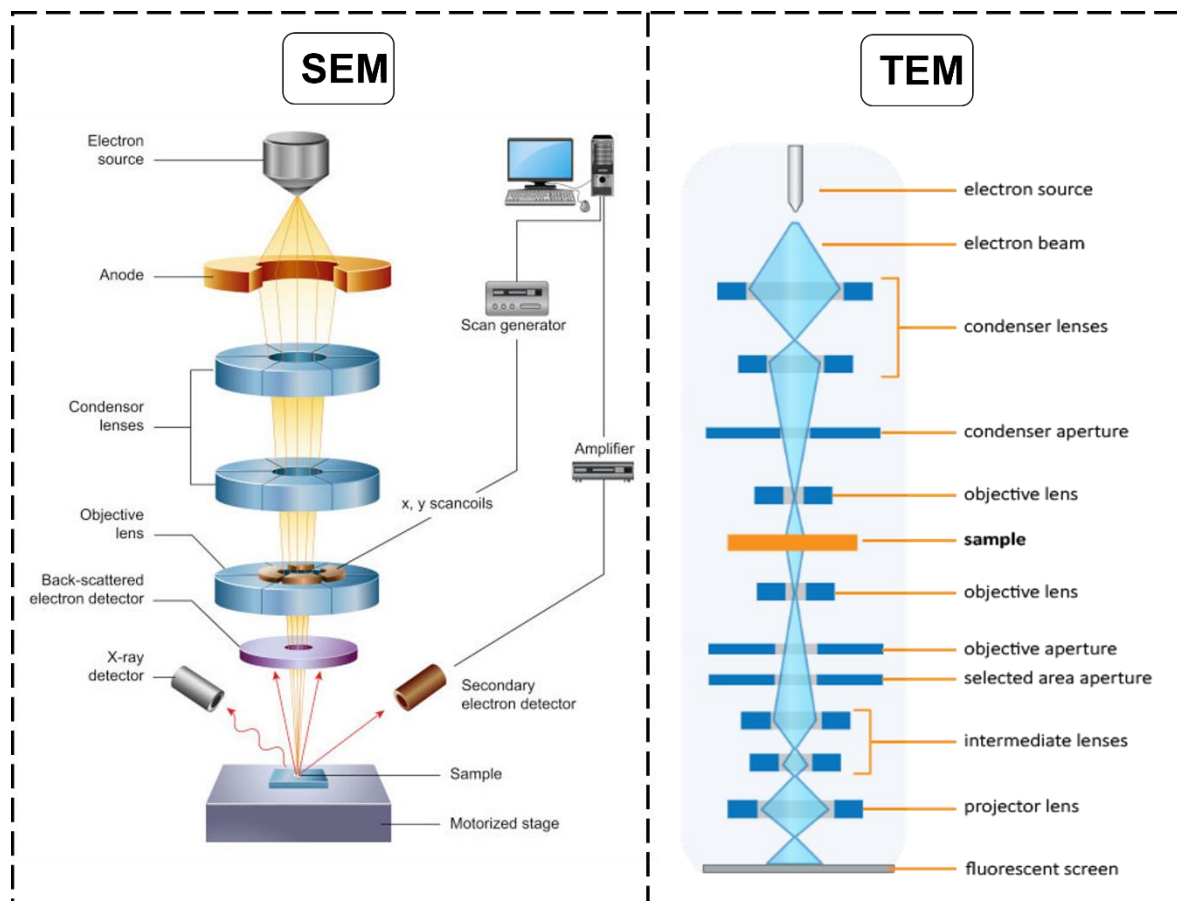 SEM
Electron
source
Anode
Scan generator
Condensor
lenses
Amplifier
x, y scancoils
Objective
lens
Back-scattered
electron detector
X-ray
detector
Secondary
electron detector
Sample
Motorized stage
TEM
electron source
electron beam
condenser lenses
condenser aperture
objective lens
sample
objective lens
objective aperture
selected area aperture
intermediate lenses
projector lens
fluorescent screen